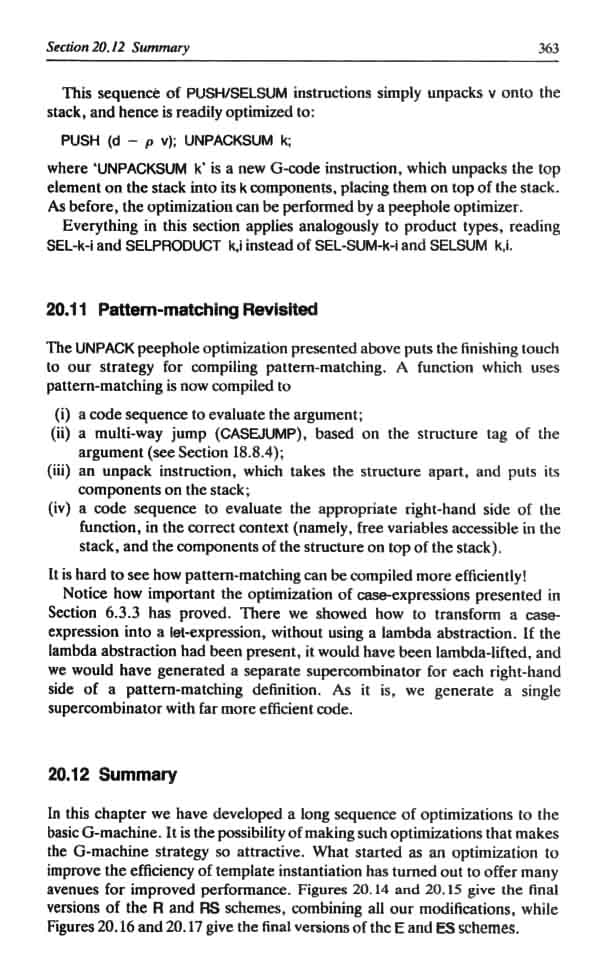 Section 20.12 Summary 363
This sequence of PUSH/SELSUM instructions simply unpacks v onto the
stack, and hence is readily optimized to:
PUSH (d − ρ v); UNPACKSUM k;
where ‘UNPACKSUM k’ is a new G-code instruction, which unpacks the top
element on the stack into its k components, placing them on top of the stack.
As before, the optimization can be performed by a peephole optimizer.
Everything in this section applies analogously to product types, reading
SEL-k-i and SELPRODUCT k,i instead of SEL-SUM-k-i and SELSUM k,i.
20.11 Pattern-matching Revisited
The UNPACK peephole optimization presented above puts the finishing touch
to our strategy for compiling pattern-matching. A function which uses
pattern-matching is now compiled to
(i) a code sequence to evaluate the argument;
(ii) a multi-way jump (CASEJUMP), based on the structure tag of the
argument (see Section 18.8.4);
(iii) an unpack instruction, which takes the structure apart, and puts its
components on the stack;
(iv) a code sequence to evaluate the appropriate right-hand side of the
function, in the correct context (namely, free variables accessible in the
stack, and the components of the structure on top of the stack).
It is hard to see how pattern-matching can be compiled more efficiently!
Notice how important the optimization of case-expressions presented in
Section 6.3.3 has proved. There we showed how to transform a case-
expression into a let-expression, without using a lambda abstraction. If the
lambda abstraction had been present, it would have been lambda-lifted, and
we would have generated a separate supercombinator for each right-hand
side of a pattern-matching definition. As it is, we generate a single
supercombinator with far more efficient code.
20.12 Summary
In this chapter we have developed a long sequence of optimizations to the
basic G-machine. It is the possibility of making such optimizations that makes
the G-machine strategy so attractive. What started as an optimization to
improve the efficiency of template instantiation has turned out to offer many
avenues for improved performance. Figures 20.14 and 20.15 give the final
versions of the R and RS schemes, combining all our modifications, while
Figures 20.16 and 20.17 give the final versions of the E and ES schemes.